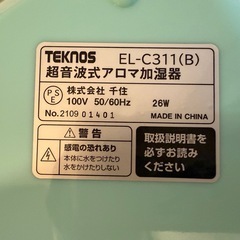 TEKNOS EL-C311(B)
超音波式アロマ加湿器
PSE 株式会社 千住
100V 50/60Hz 26W
No.2109 01401 MADE IN CHINA
⚠警告
感電の恐れあり
本体に水をつけたり
水をかけたりしない
取扱説明書を
必ずお読み
ください